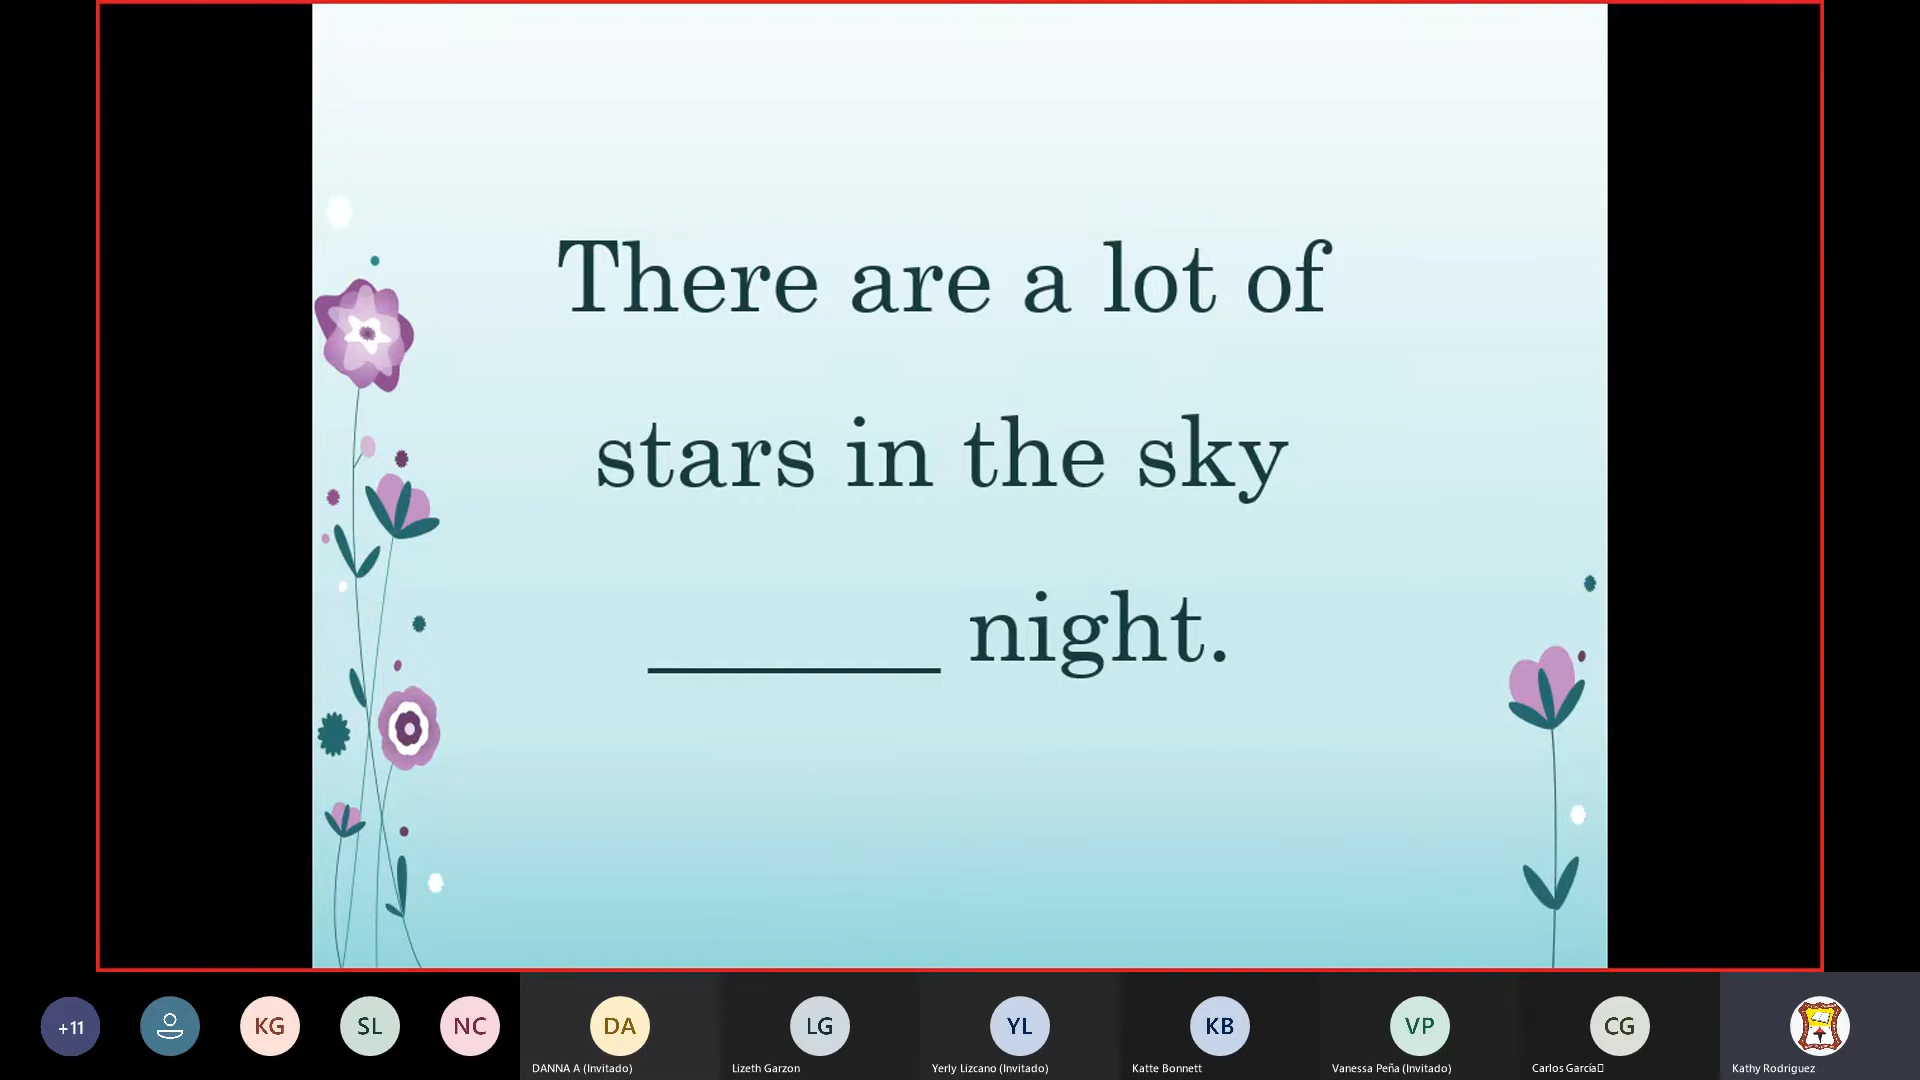 There are a lot of
stars in the sky
______ night.
+11
KG
SL
NC
DA
LG
YL
KB
VP
CG
DANNA A (Invitado)
Lizeth Garzon
Yerly Lizcano (Invitado)
Katte Bonnett
Vanessa Peña (Invitado)
Carlos García
Kathy Rodriguez